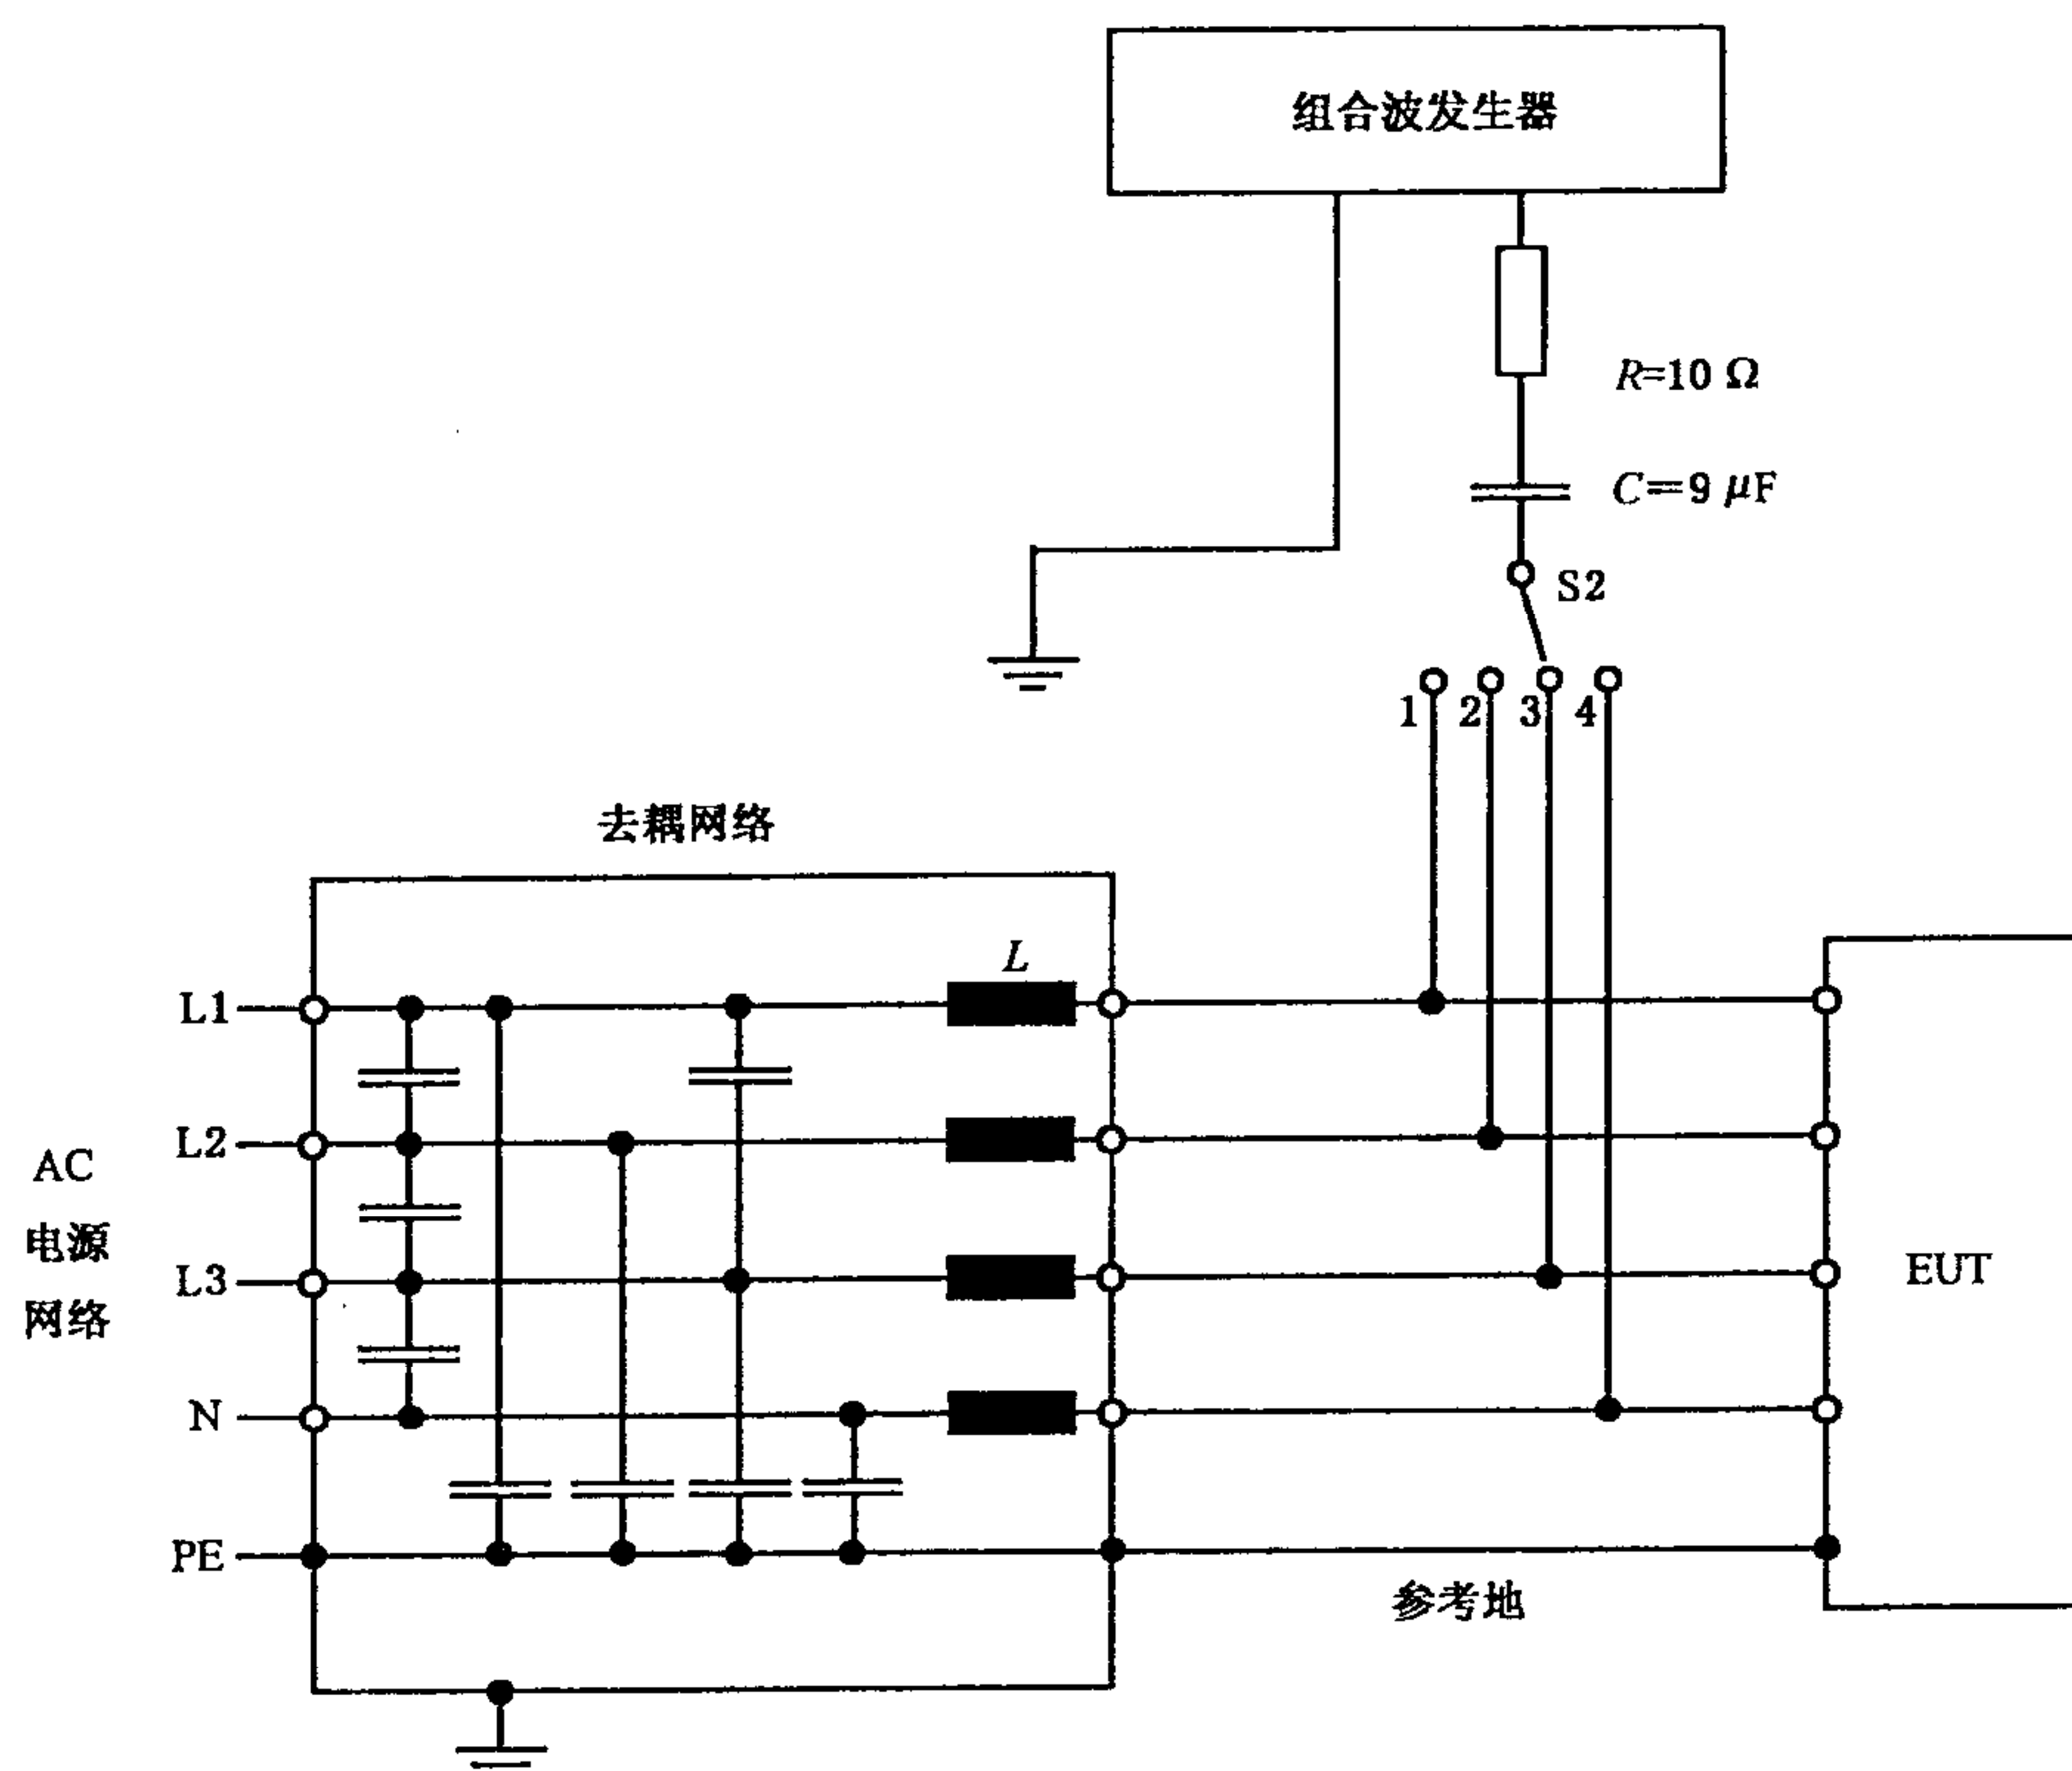 组合波发生器
R=10 Ω
C=9 μF
S2
1 2 3 4
去耦网络
L
L1
L2
AC
电源
网络
L3
EUT
N
PE
参考地